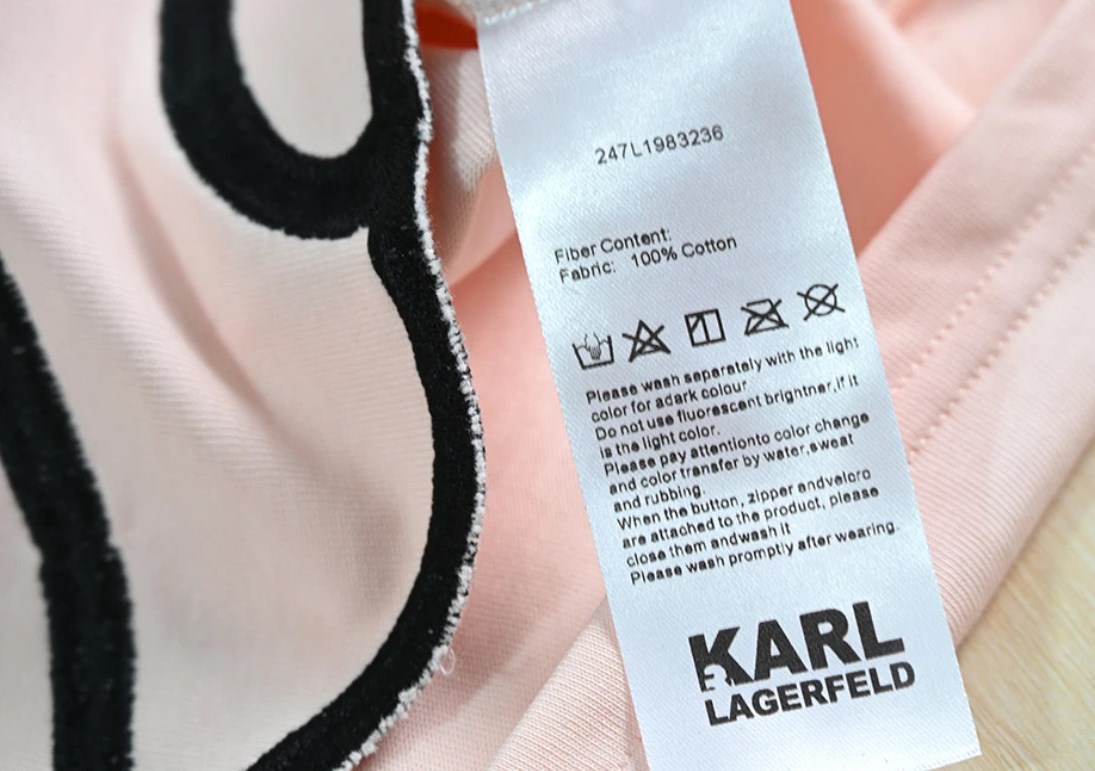 247L1983236
Fiber Content:
Fabric: 100% Cotton
Please wash seperately with the light
color for adark colour
Do not use fluorescent brightner,if it
is the light color.
Please pay attentionto color change
and color transfer by water,sweat
and rubbing.
When the button, zipper andvelcro
are attached to the product, please
close them andwash it
Please wash promptly after wearing.
KARL
LAGERFELD